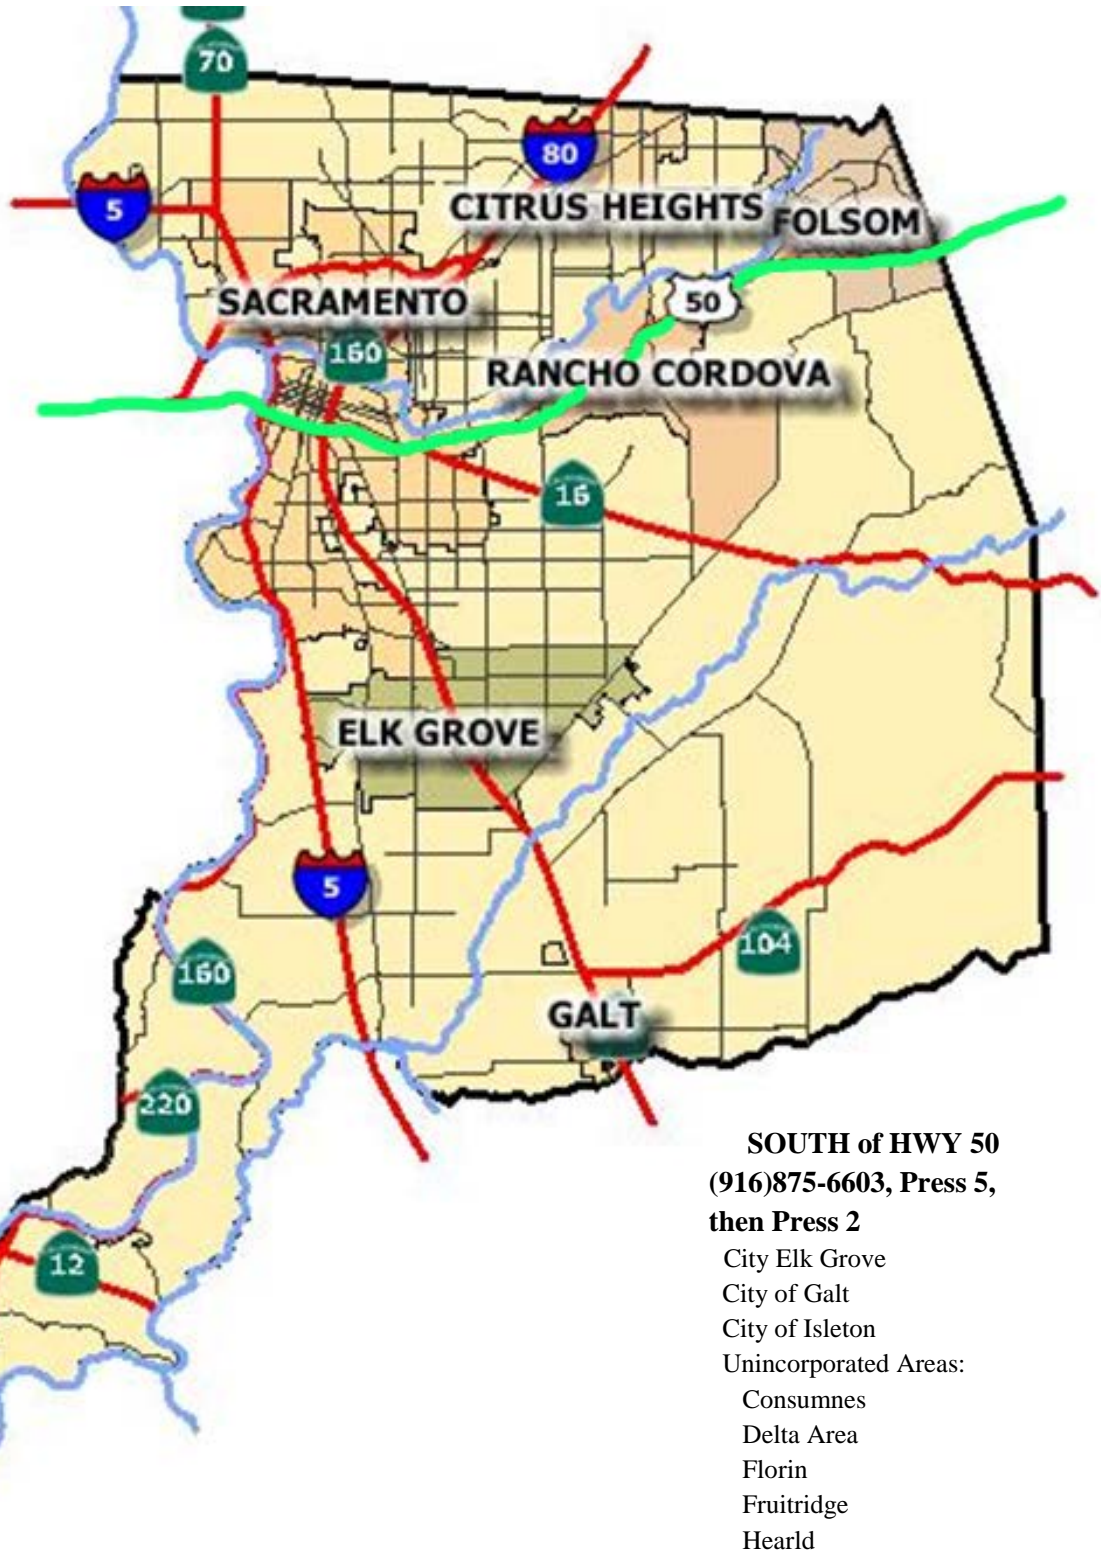 70
80
5
CITRUS HEIGHTS
FOLSOM
SACRAMENTO
50
160
RANCHO CORDOVA
16
ELK GROVE
5
104
160
GALT
220
SOUTH of HWY 50
(916)875-6603, Press 5,
then Press 2
City Elk Grove
City of Galt
City of Isleton
Unincorporated Areas:
Consumnes
Delta Area
Florin
Fruitridge
Hearld
12